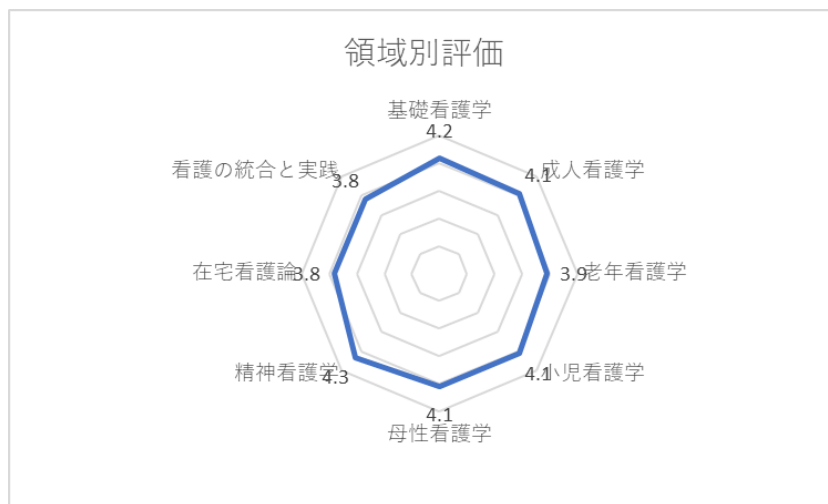 領域別評価
基礎看護学
4.2
成人看護学
4.1
老年看護学
3.9
小児看護学
4.1
母性看護学
4.1
精神看護学
4.3
在宅看護論
3.8
看護の統合と実践
3.8